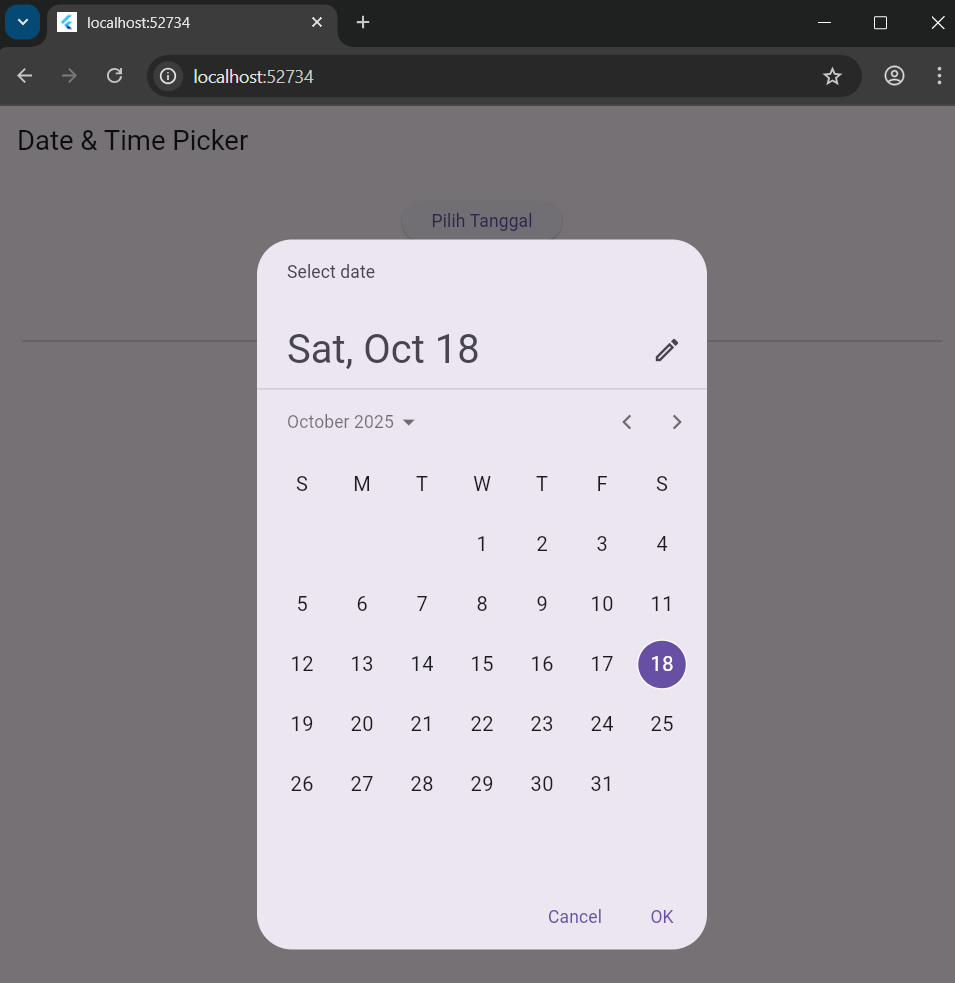 localhost:52734
localhost:52734
Date & Time Picker
Pilih Tanggal
Select date
Sat, Oct 18
October 2025
S M T W T F S
1 2 3 4
5 6 7 8 9 10 11
12 13 14 15 16 17 18
19 20 21 22 23 24 25
26 27 28 29 30 31
Cancel OK